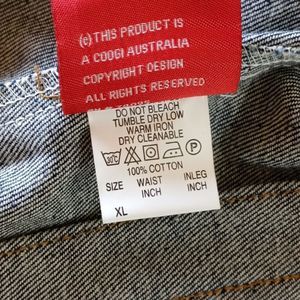 (c)THIS PRODUCT IS
A COOGI AUSTRALIA
COPYRIGHT DESIGN
ALL RIGHTS RESERVED
DO NOT BLEACH
TUMBLE DRY LOW
WARM IRON
DRY CLEANABLE
100% COTTON
SIZE WAIST INLEG
INCH INCH
XL